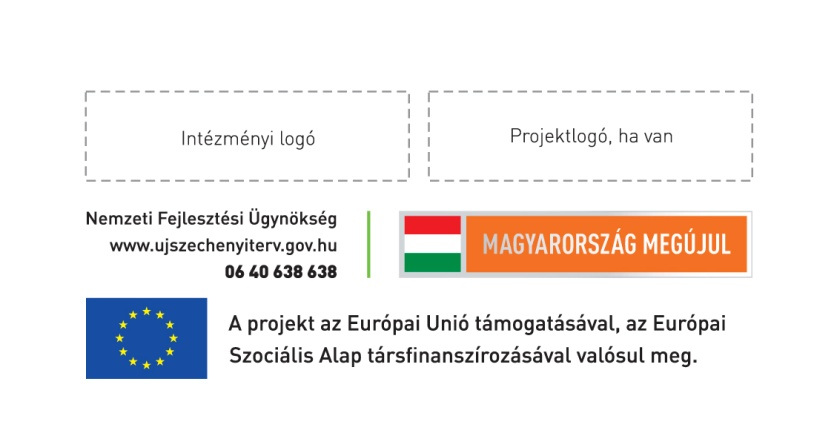 Intézményi logó
Projektlogó, ha van
Nemzeti Fejlesztési Ügynökség
www.ujszechenyiterv.gov.hu
06 40 638 638
MAGYARORSZÁG MEGÚJUL
A projekt az Európai Unió támogatásával, az Európai
Szociális Alap társfinanszírozásával valósul meg.